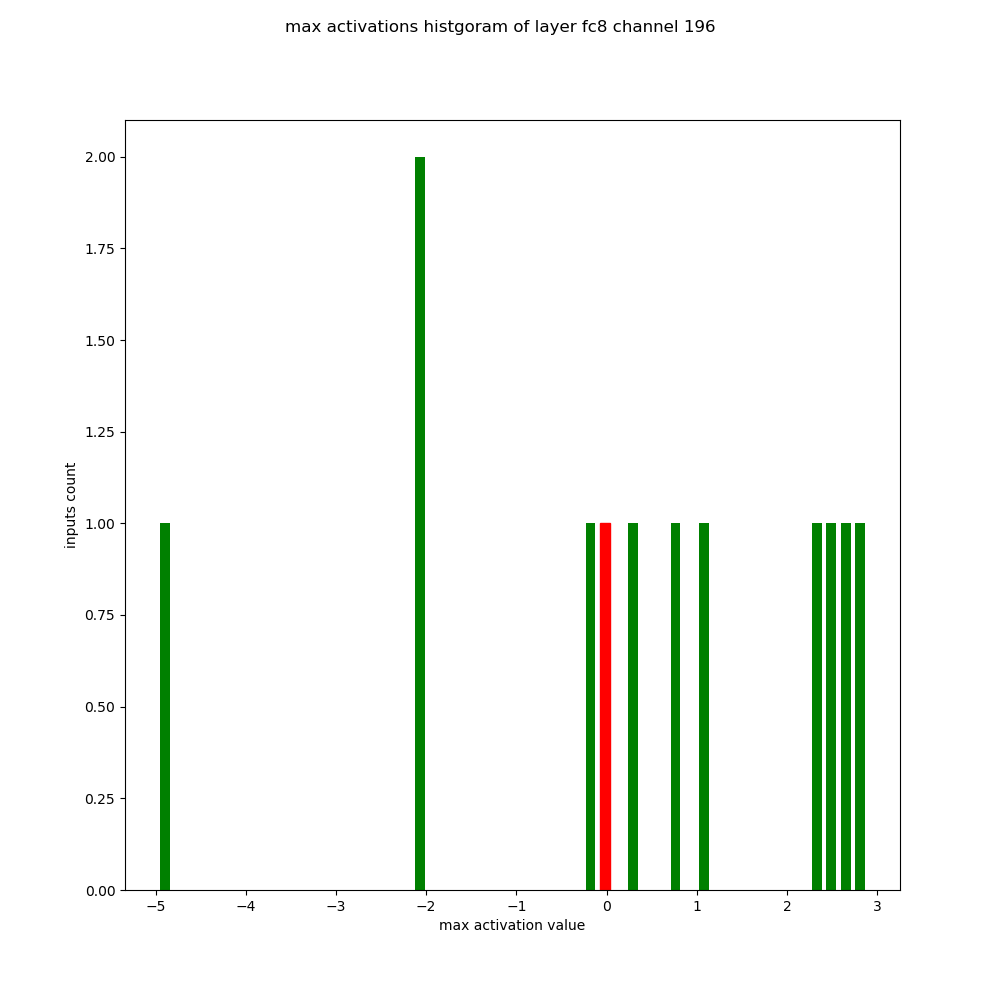 max activations histgoram of layer fc8 channel 196
inputs count
2.00
1.75
1.50
1.25
1.00
0.75
0.50
0.25
0.00
−5 −4 −3 −2 −1 0 1 2 3
max activation value